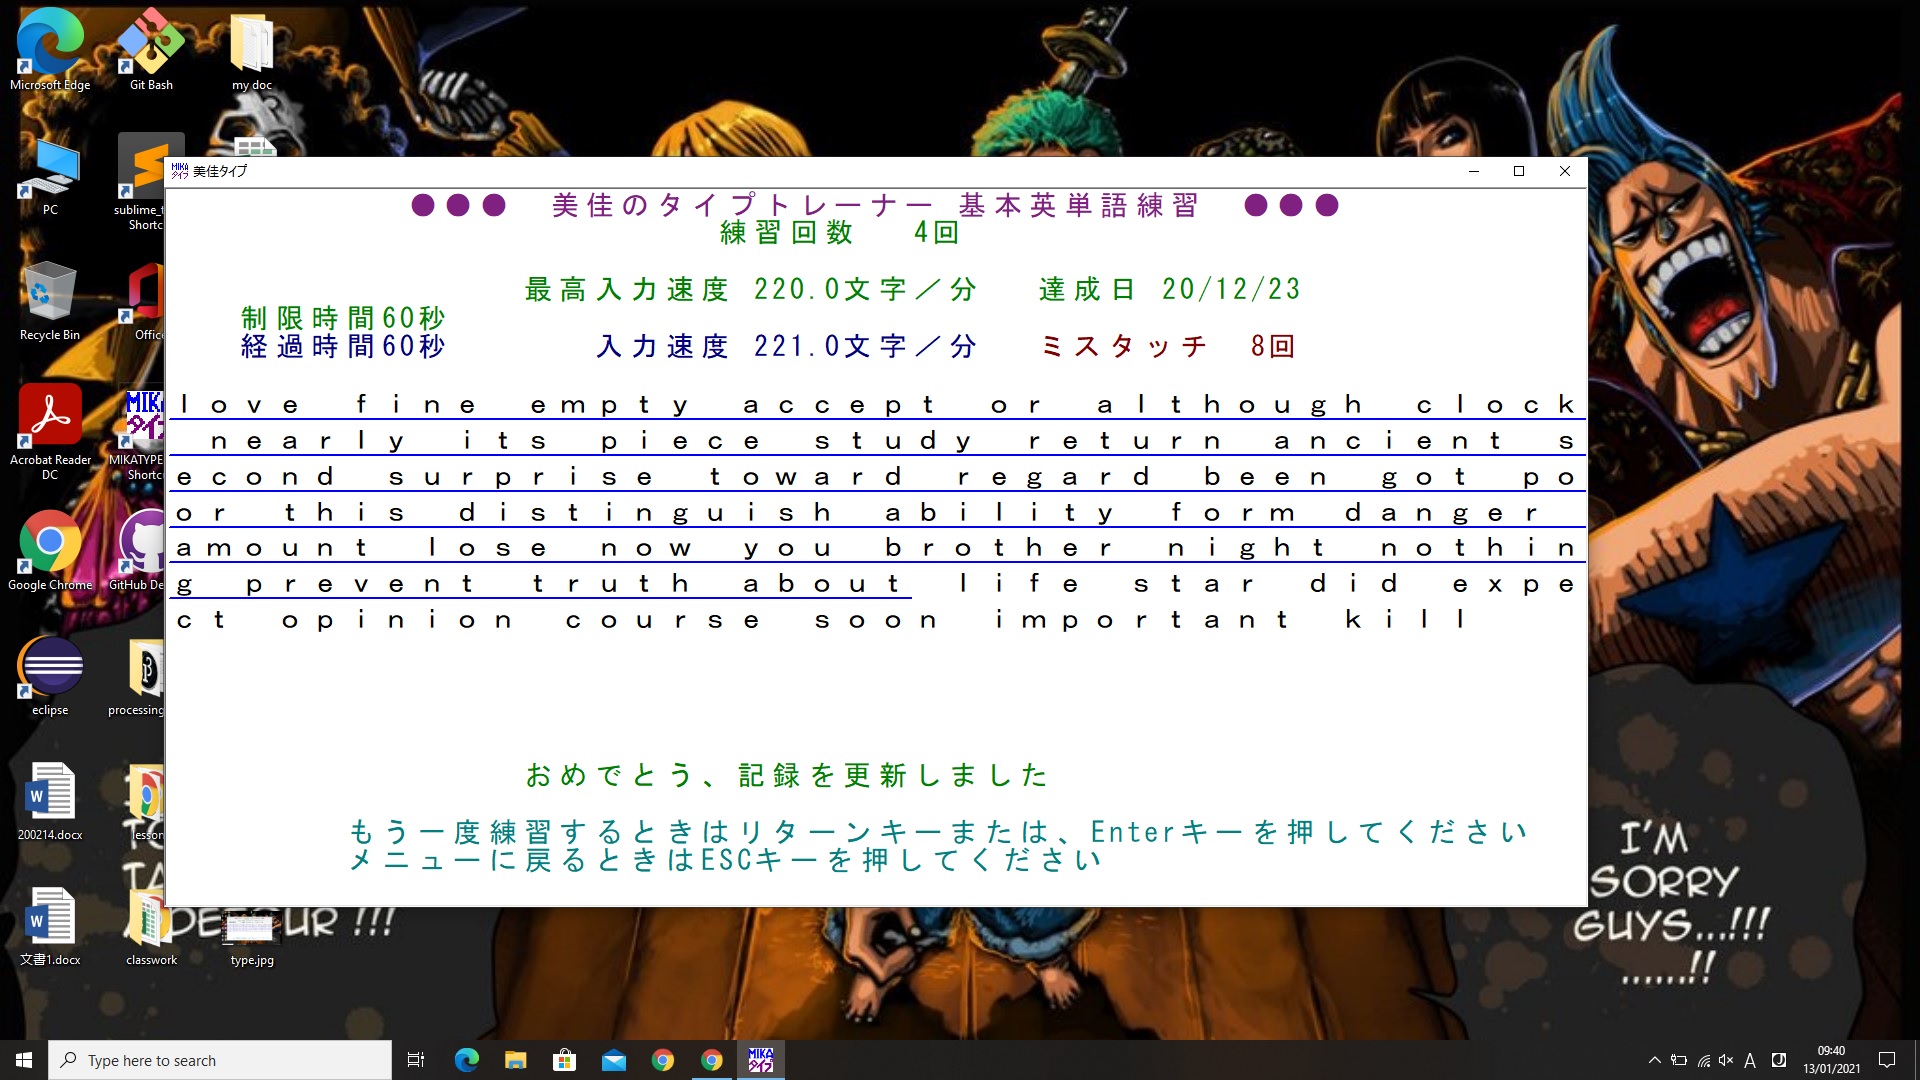 Microsoft Edge
Git Bash
my doc
PC
sublime_t
Shortc
Recycle Bin
Office
Acrobat Reader
DC
MIKATYPE
Shortc
Google Chrome
GitHub De
eclipse
processing
200214.docx
lesson
文書1.docx
classwork
type.jpg
美佳タイプ
●●● 美佳のタイプトレーナー 基本英単語練習 ●●●
練習回数 4回
最高入力速度 220.0文字／分 達成日 20/12/23
制限時間60秒
経過時間60秒 入力速度 221.0文字／分 ミスタッチ 8回
love fine empty accept or although clock
nearly its piece study return ancient s
econd surprise toward regard been got po
or this distinguish ability form danger
amount lose now you brother night nothin
g prevent truth about life star did expe
ct opinion course soon important kill
おめでとう、記録を更新しました
もう一度練習するときはリターンキーまたは、Enterキーを押してください
メニューに戻るときはESCキーを押してください
!!!
I'M
SORRY
GUYS...!!!
.......!!
Type here to search
MIKA
タイプ
A
09:40
13/01/2021